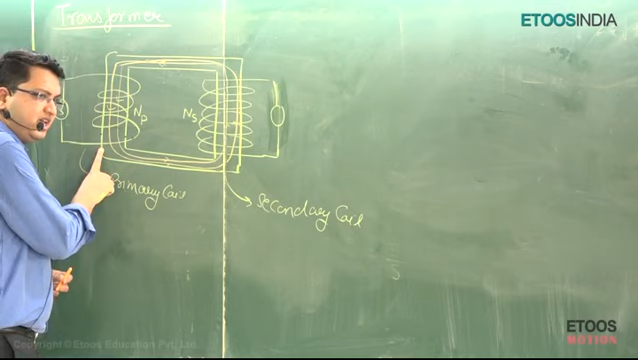 Transformer
ETOOSINDIA
Np
Ns
Primary Coil
Secondary Coil
Copyright © Etoos Education Pvt. Ltd.
ETOOS
MOTION